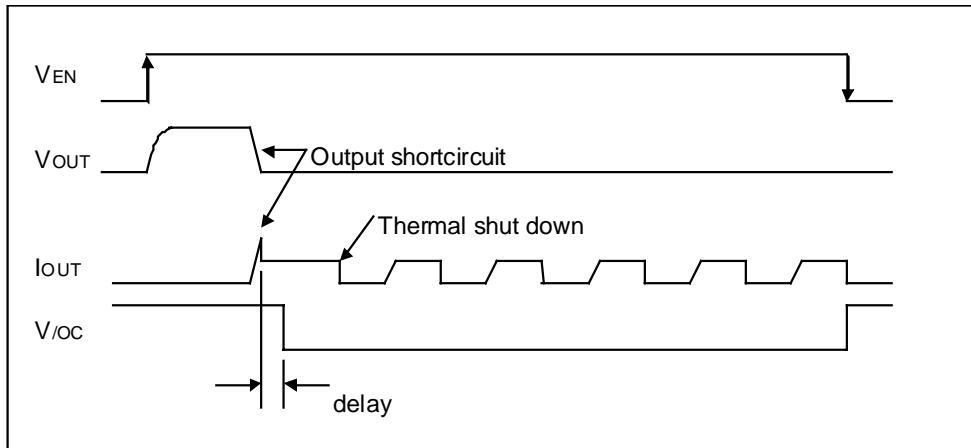 VEN
VOUT
Output shortcircuit
Thermal shut down
IOUT
V/OC
delay